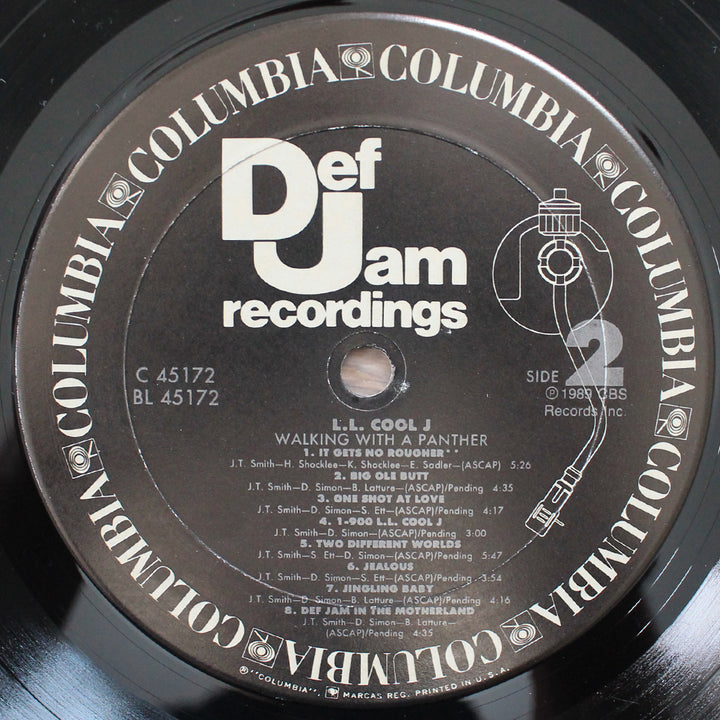 COLUMBIA COLUMBIA COLUMBIA COLUMBIA COLUMBIA COLUMBIA COLUMBIA COLUMBIA
Def
Jam
recordings
C 45172
BL 45172
SIDE 2
℗ 1989 CBS
Records Inc.
L.L. COOL J
WALKING WITH A PANTHER
1. IT GETS NO ROUGHER**
J.T. Smith—H. Shocklee—K. Shocklee—E. Sadler—(ASCAP) 5:26
2. BIG OLE BUTT
J.T. Smith—D. Simon—B. Latture—(ASCAP)/Pending 4:35
3. ONE SHOT AT LOVE
J.T. Smith—D. Simon—B. Latture—(ASCAP)/Pending 4:17
4. 1-900 L.L. COOL J
J.T. Smith—D. Simon—(ASCAP)/Pending 3:00
5. TWO DIFFERENT WORLDS
J.T. Smith—S. Ett—D. Simon—(ASCAP)/Pending 5:47
6. JEALOUS
J.T. Smith—D. Simon—S. Ett—(ASCAP)/Pending 3:54
7. JINGLING BABY
J.T. Smith—D. Simon—B. Latture—(ASCAP)/Pending 4:16
8. DEF JAM IN THE MOTHERLAND
J.T. Smith—D. Simon—B. Latture—
(ASCAP)/Pending 4:35
®"COLUMBIA", MARCAS REG. PRINTED IN U.S.A.